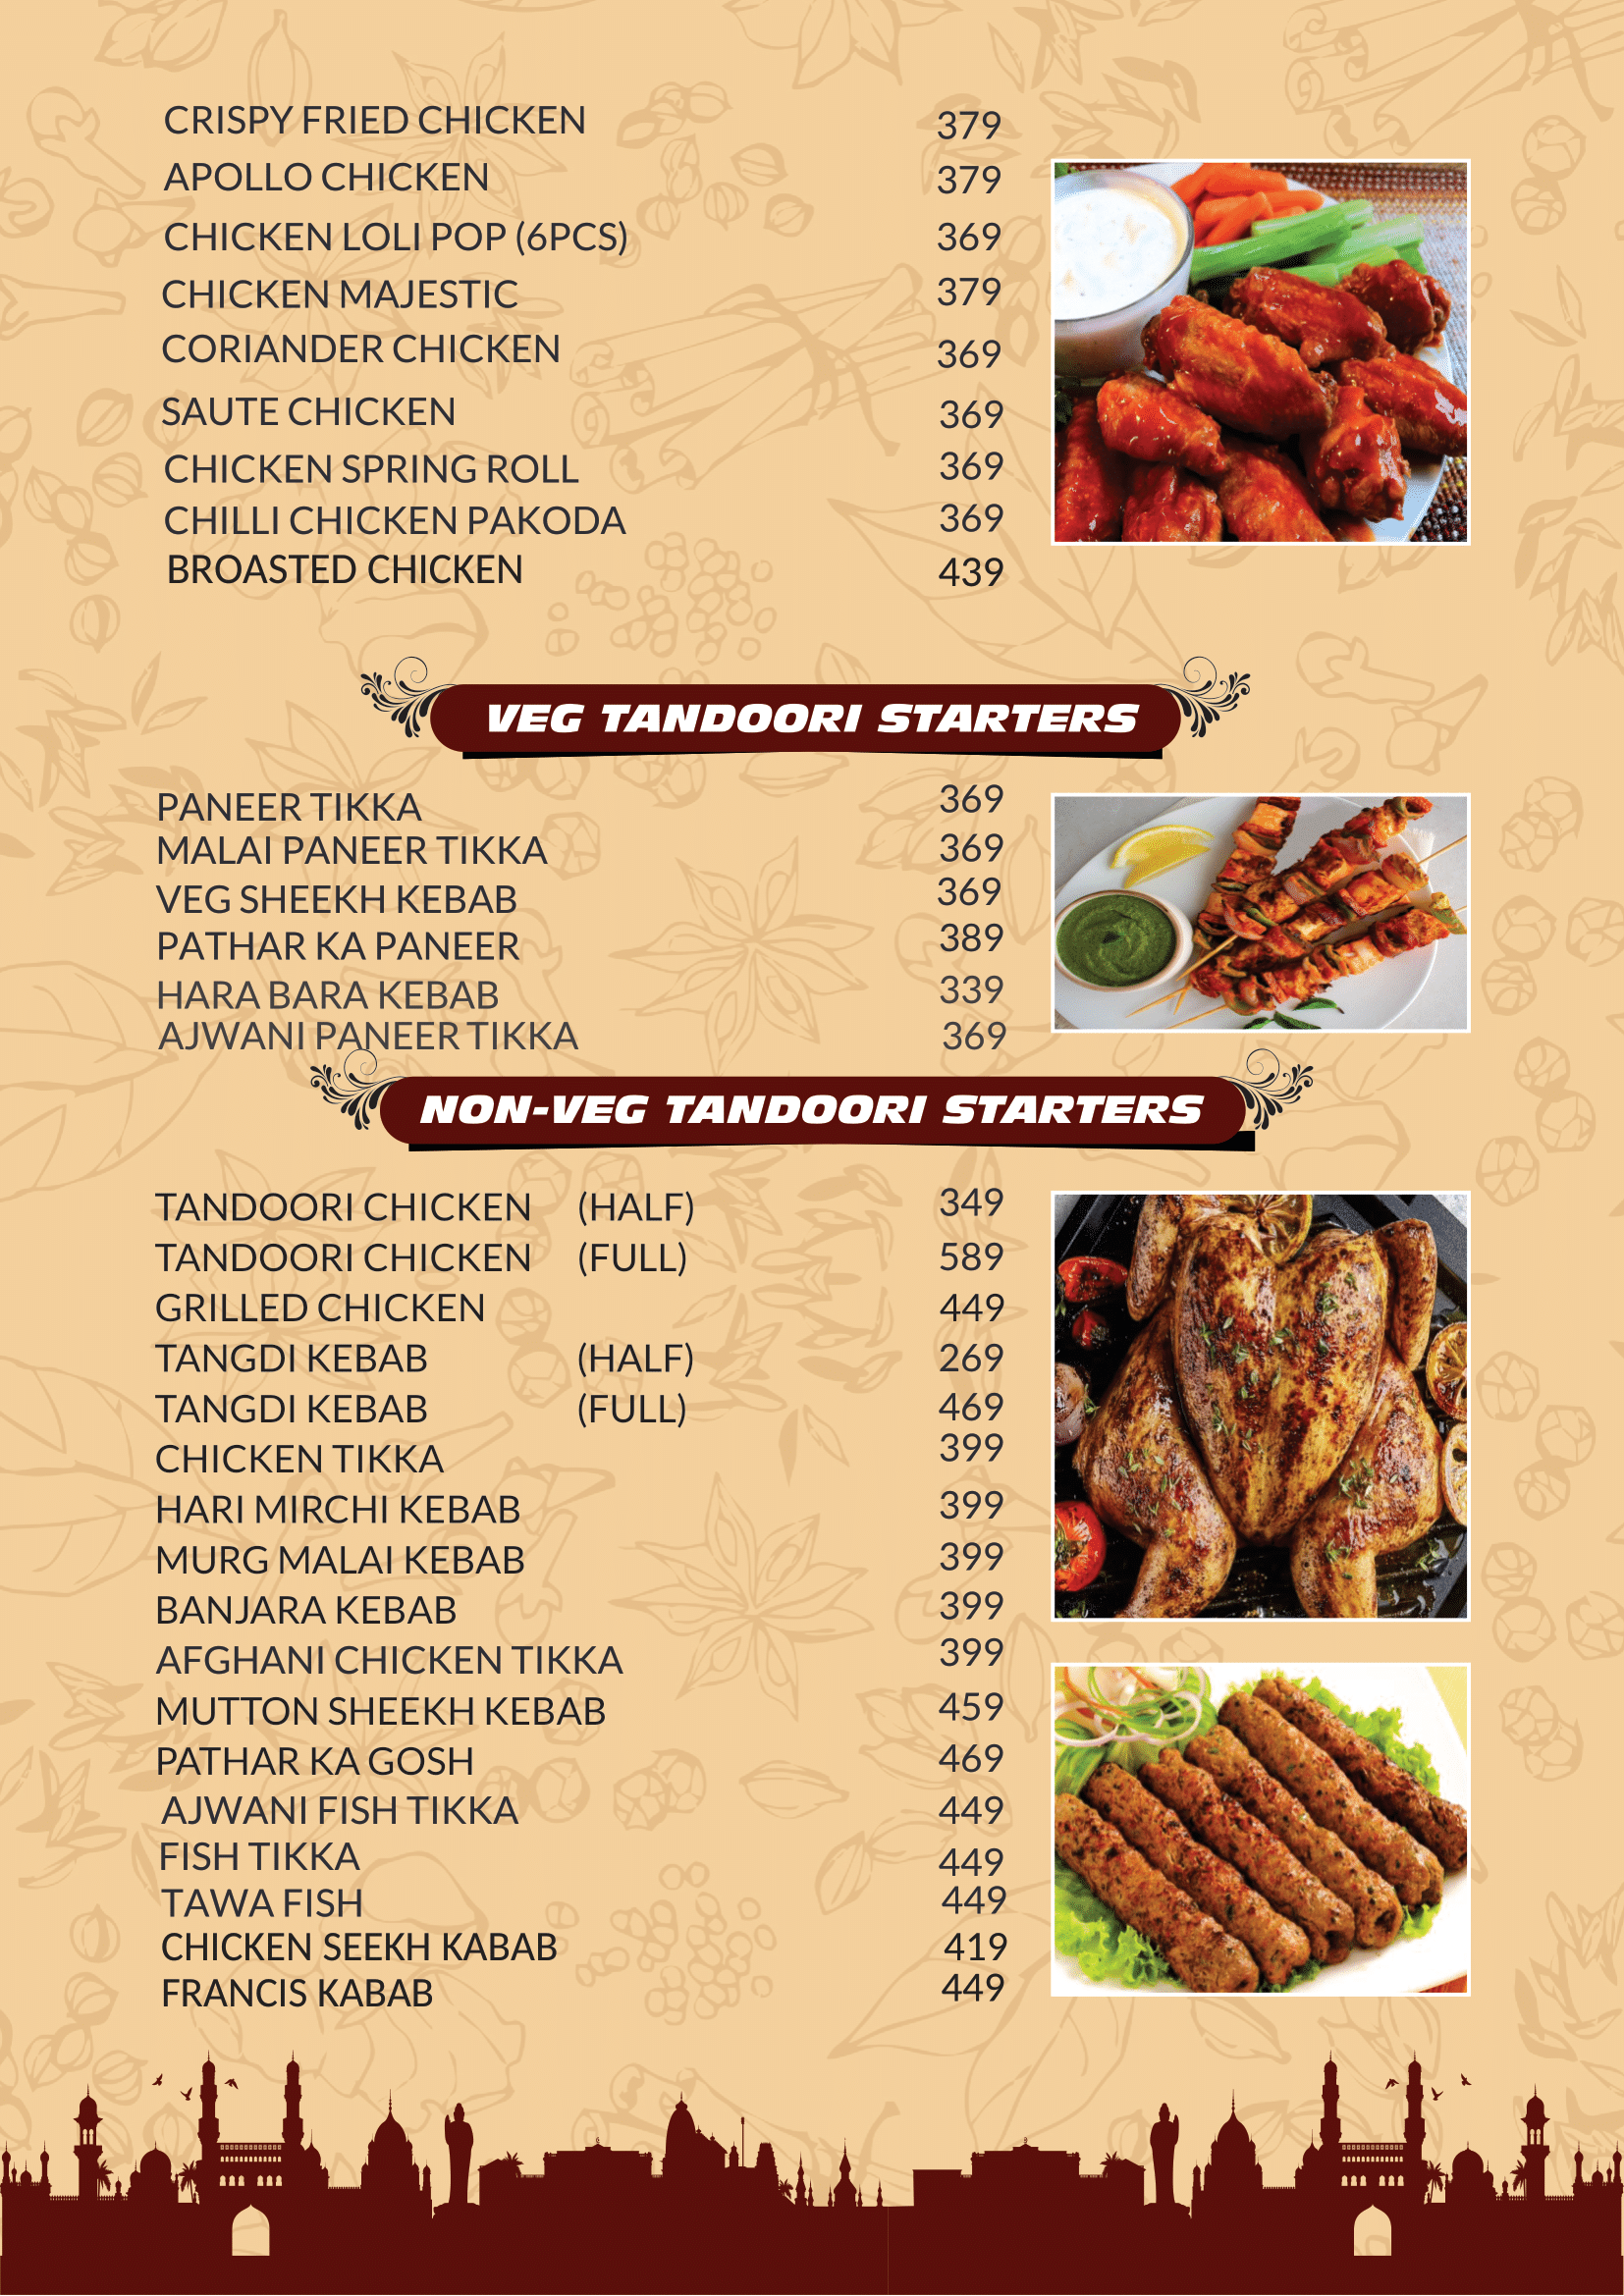 CRISPY FRIED CHICKEN 379
APOLLO CHICKEN 379
CHICKEN LOLI POP (6PCS) 369
CHICKEN MAJESTIC 379
CORIANDER CHICKEN 369
SAUTE CHICKEN 369
CHICKEN SPRING ROLL 369
CHILLI CHICKEN PAKODA 369
BROASTED CHICKEN 439
VEG TANDOORI STARTERS
PANEER TIKKA 369
MALAI PANEER TIKKA 369
VEG SHEEKH KEBAB 369
PATHAR KA PANEER 389
HARA BARA KEBAB 339
AJWANI PANEER TIKKA 369
NON-VEG TANDOORI STARTERS
TANDOORI CHICKEN (HALF) 349
TANDOORI CHICKEN (FULL) 589
GRILLED CHICKEN 449
TANGDI KEBAB (HALF) 269
TANGDI KEBAB (FULL) 469
CHICKEN TIKKA 399
HARI MIRCHI KEBAB 399
MURG MALAI KEBAB 399
BANJARA KEBAB 399
AFGHANI CHICKEN TIKKA 399
MUTTON SHEEKH KEBAB 459
PATHAR KA GOSH 469
AJWANI FISH TIKKA 449
FISH TIKKA 449
TAWA FISH 449
CHICKEN SEEKH KABAB 419
FRANCIS KABAB 449